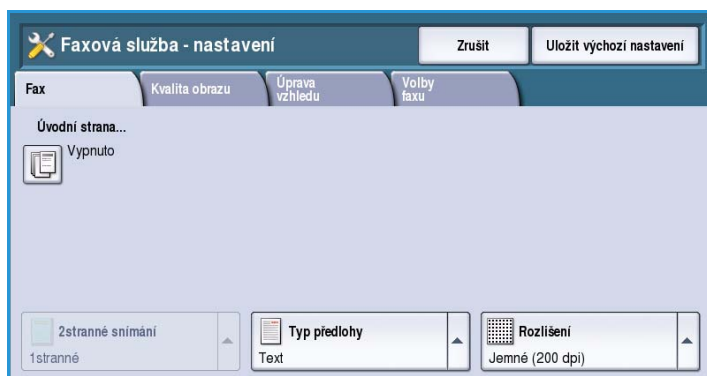 Faxová služba - nastavení
Zrušit
Uložit výchozí nastavení
Fax
Kvalita obrazu
Úprava
vzhledu
Volby
faxu
Úvodní strana...
Vypnuto
2stranné snímání
1stranné
Typ předlohy
Text
Rozlišení
Jemné (200 dpi)